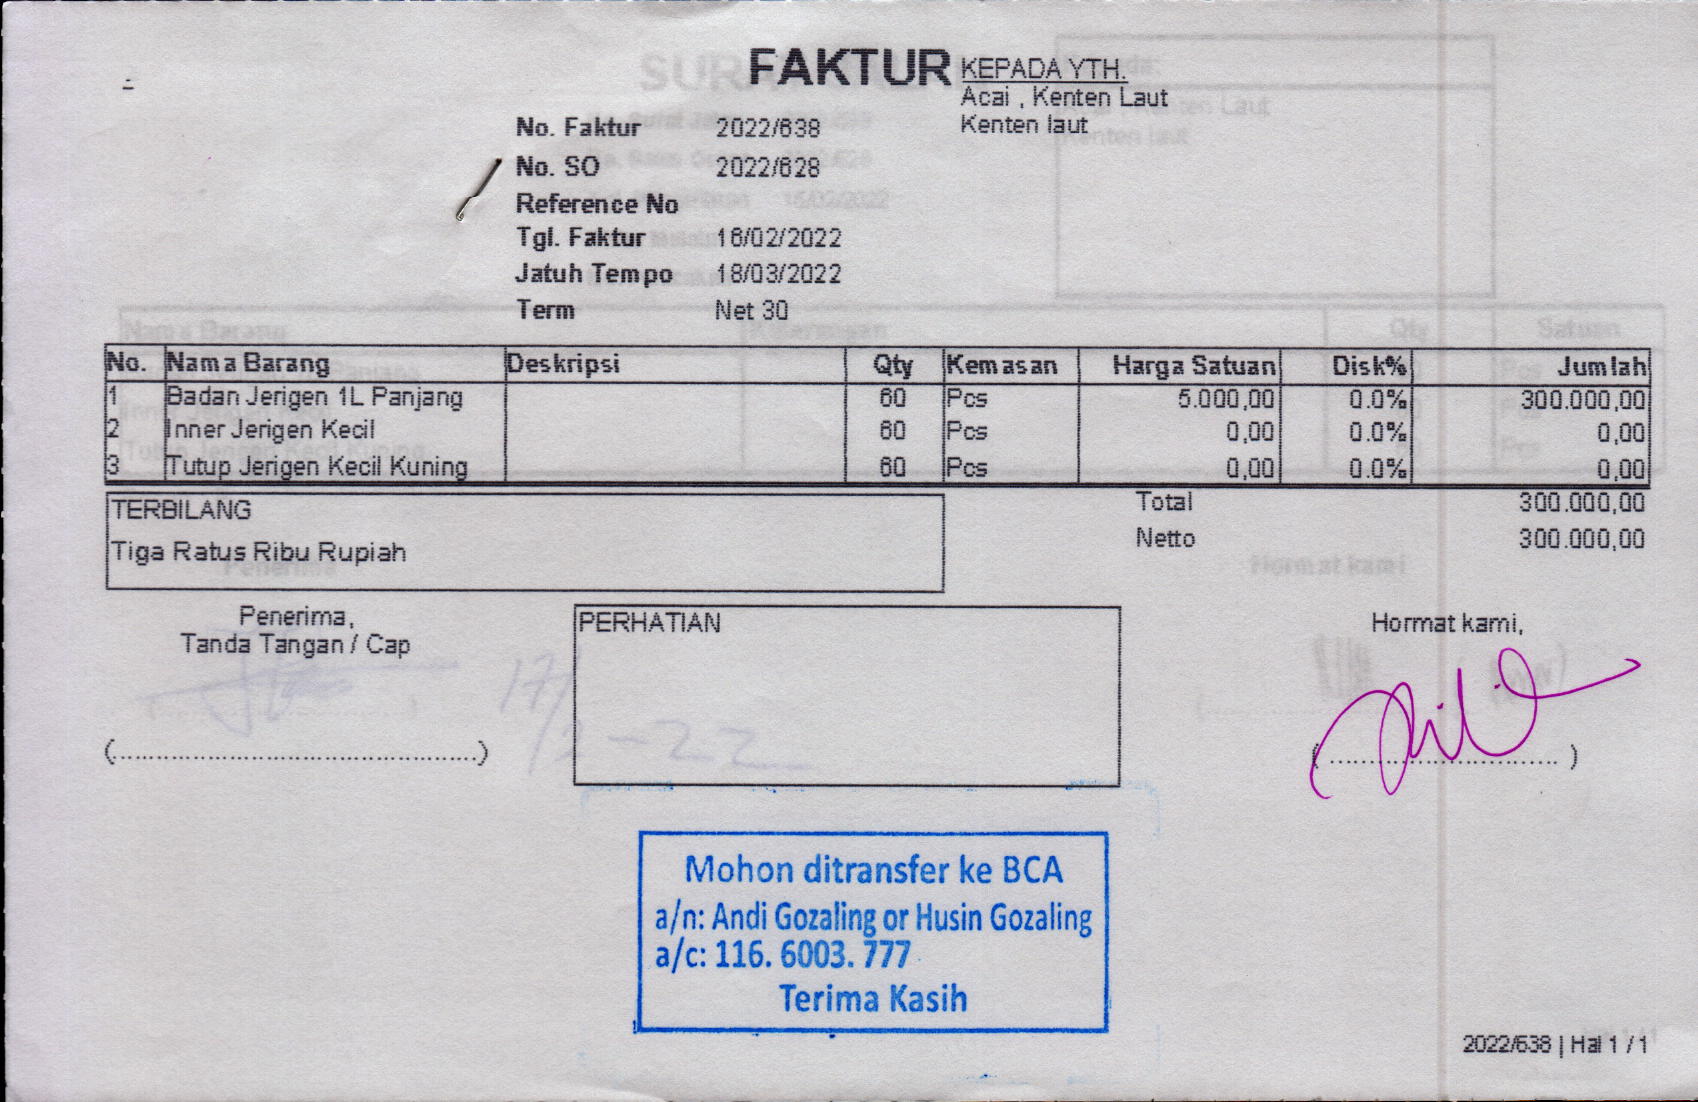 FAKTUR
KEPADA YTH.
Acai , Kenten Laut
Kenten laut
No. Faktur 2022/638
No. SO 2022/628
Reference No
Tgl. Faktur 16/02/2022
Jatuh Tempo 18/03/2022
Term Net 30
No. Nama Barang Deskripsi Qty Kemasan Harga Satuan Disk% Jumlah
1 Badan Jerigen 1L Panjang 60 Pcs 5.000,00 0.0% 300.000,00
2 Inner Jerigen Kecil 60 Pcs 0,00 0.0% 0,00
3 Tutup Jerigen Kecil Kuning 60 Pcs 0,00 0.0% 0,00
TERBILANG
Tiga Ratus Ribu Rupiah
Total 300.000,00
Netto 300.000,00
Penerima,
Tanda Tangan / Cap
(................................................)
PERHATIAN
Hormat kami,
(..............................)
Mohon ditransfer ke BCA
a/n: Andi Gozaling or Husin Gozaling
a/c: 116. 6003. 777
Terima Kasih
2022/638 | Hal 1 / 1